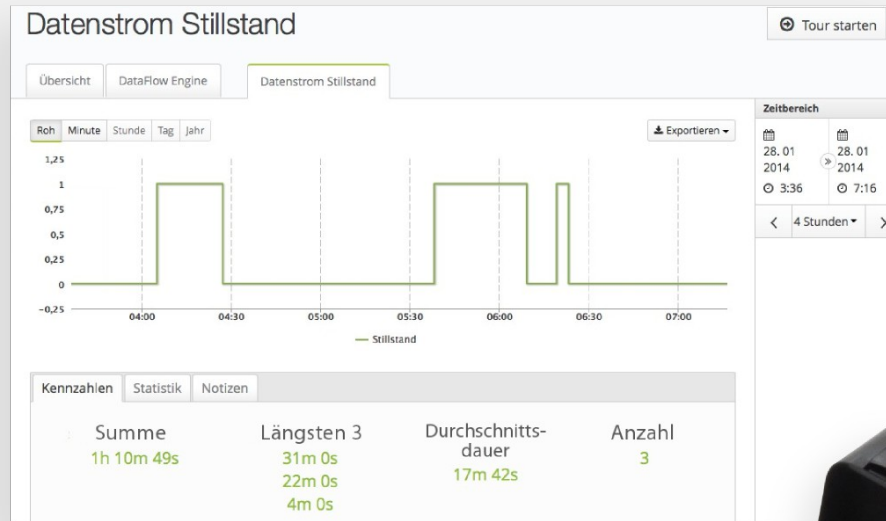 Datenstrom Stillstand
Tour starten
Übersicht
DataFlow Engine
Datenstrom Stillstand
Roh Minute Stunde Tag Jahr
Exportieren
1,25
1
0,75
0,5
0,25
0
-0,25
04:00 04:30 05:00 05:30 06:00 06:30 07:00
Stillstand
Zeitbereich
28. 01
2014
3:36
28. 01
2014
7:16
4 Stunden
Kennzahlen Statistik Notizen
Summe
1h 10m 49s
Längsten 3
31m 0s
22m 0s
4m 0s
Durchschnitts-
dauer
17m 42s
Anzahl
3